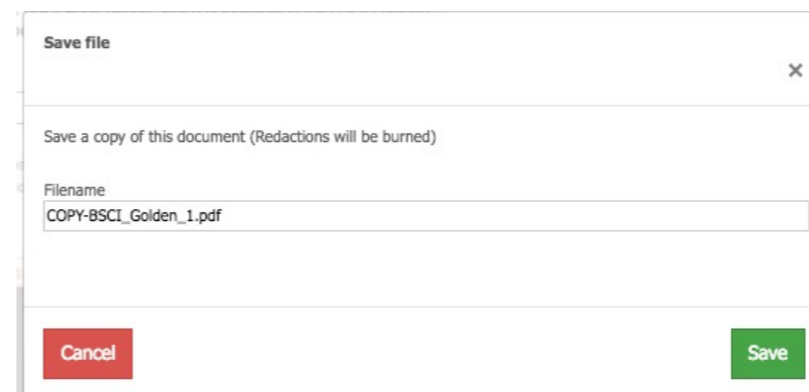 Save file
×
Save a copy of this document (Redactions will be burned)
Filename
COPY-BSCI_Golden_1.pdf
Cancel
Save